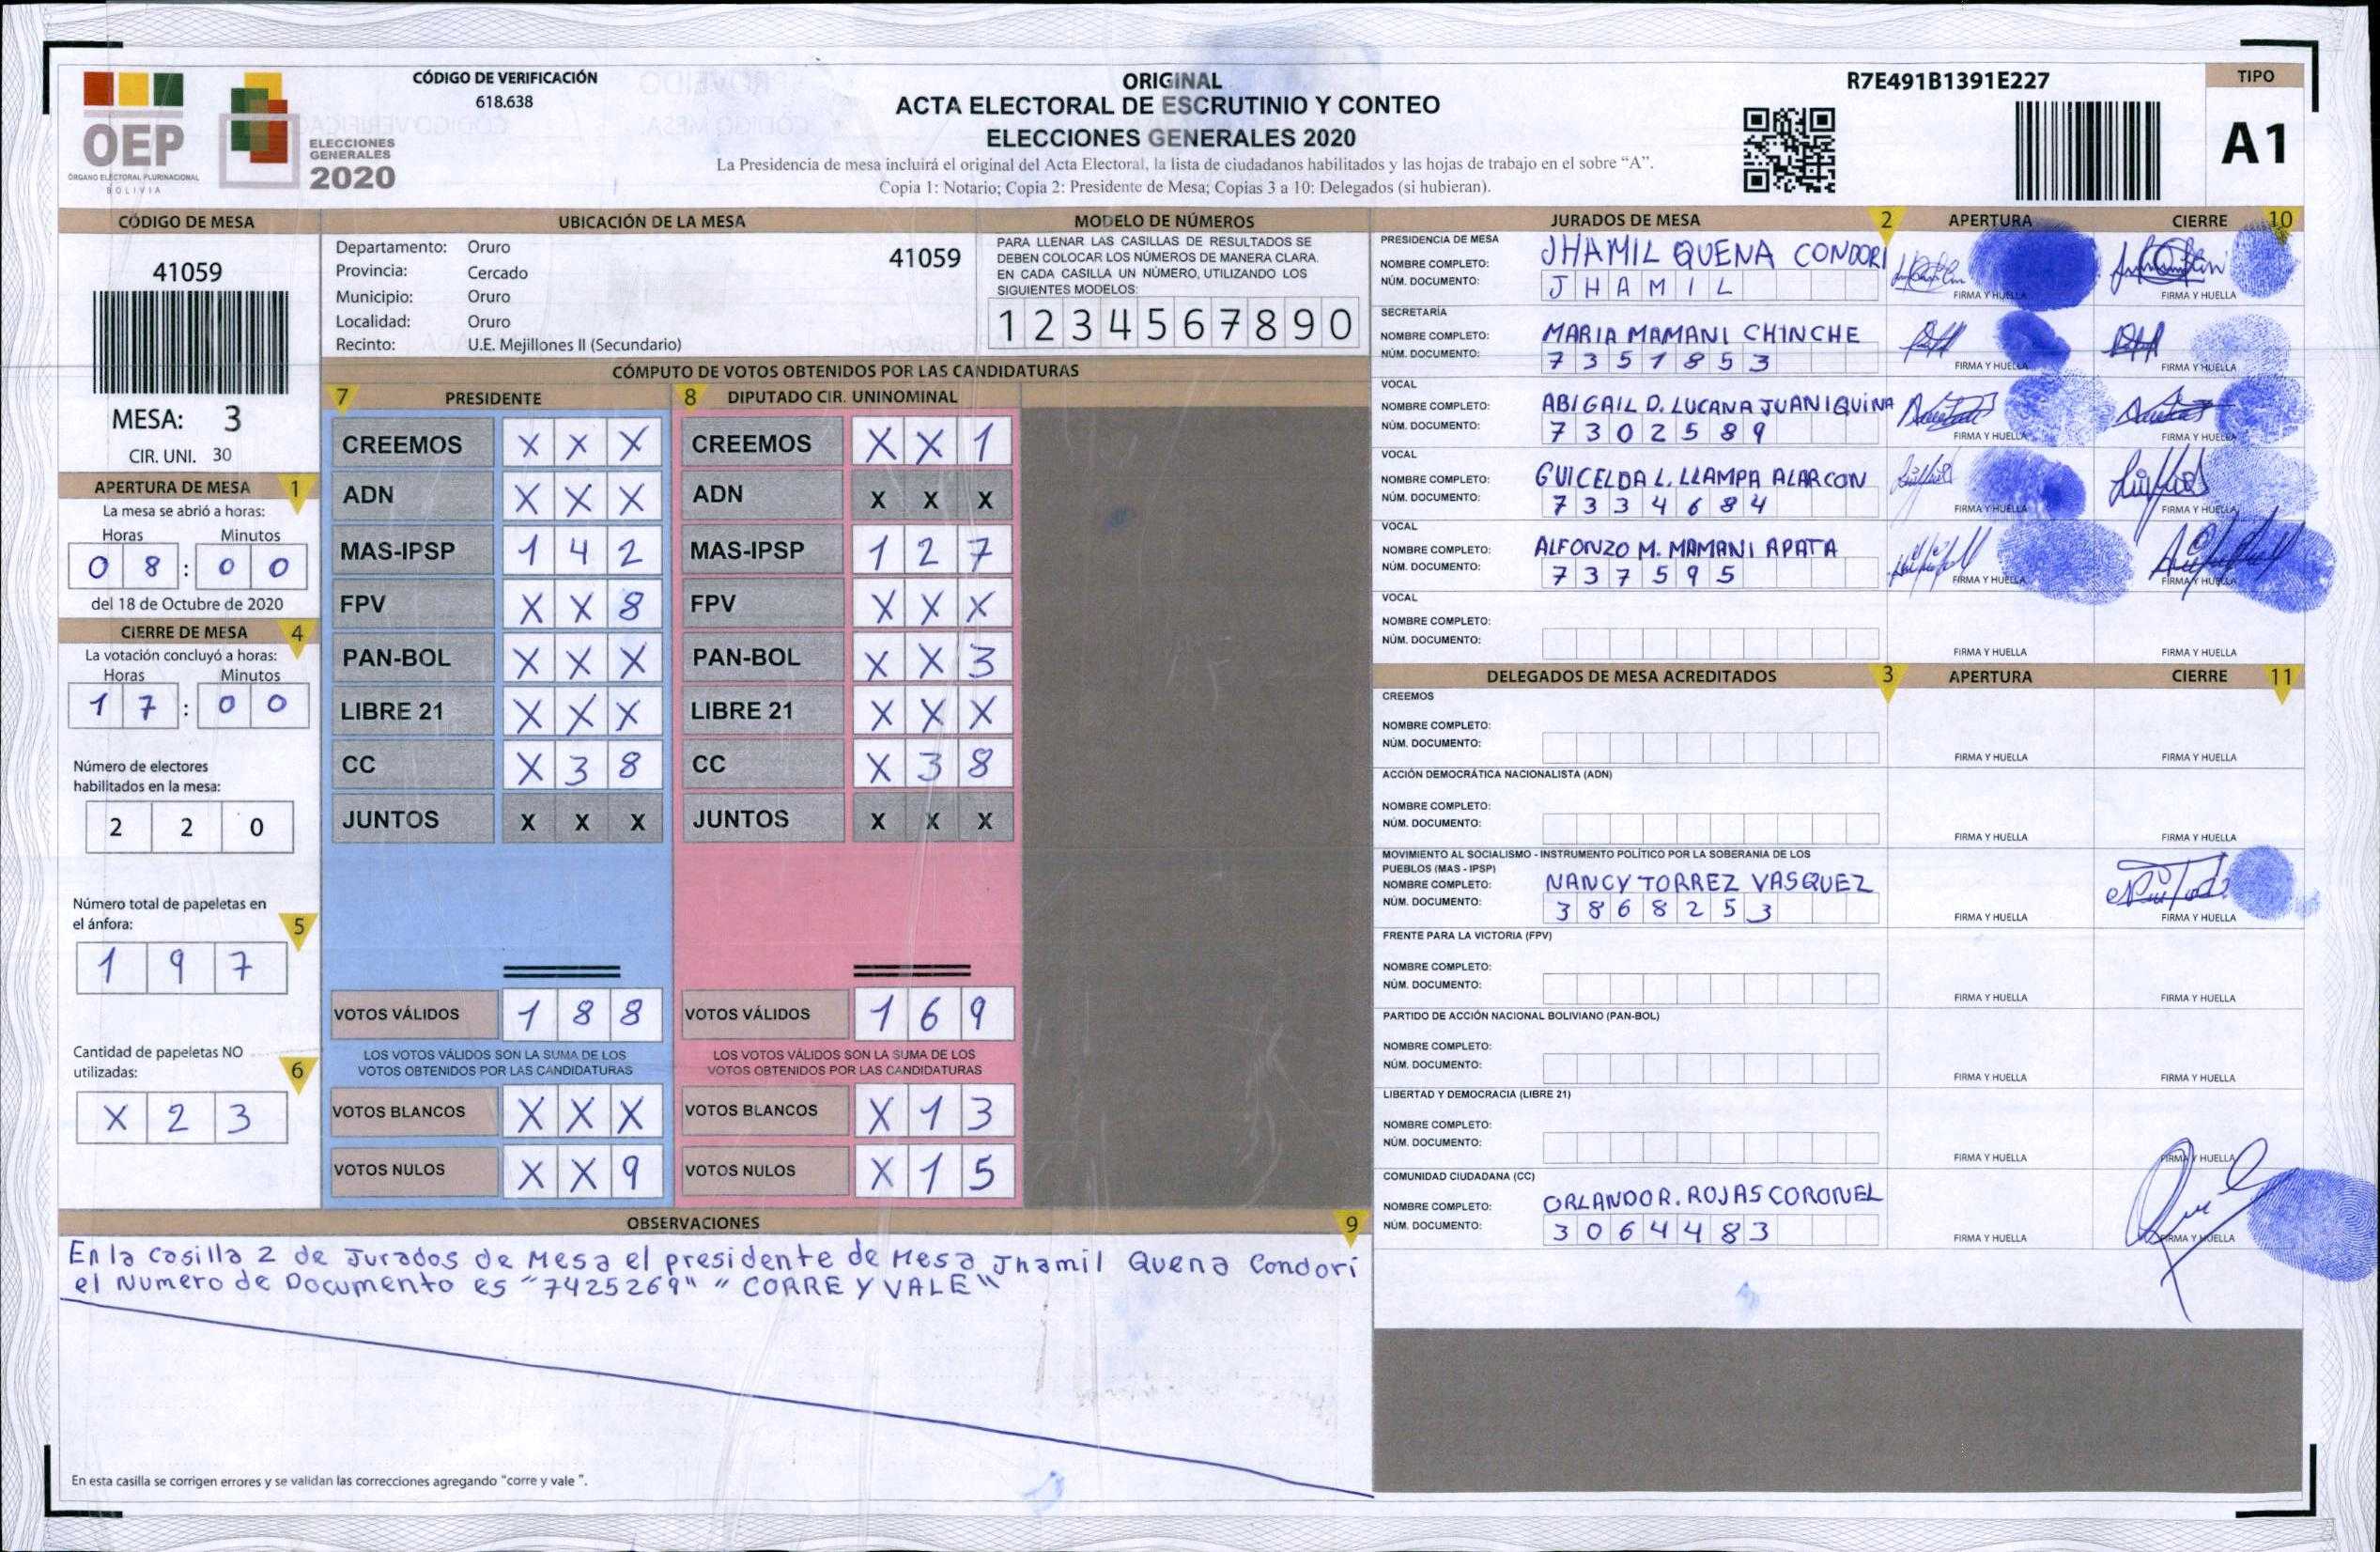 OEP
ÓRGANO ELECTORAL PLURINACIONAL
BOLIVIA
ELECCIONES
GENERALES
2020
CÓDIGO DE VERIFICACIÓN
618.638
ORIGINAL
ACTA ELECTORAL DE ESCRUTINIO Y CONTEO
ELECCIONES GENERALES 2020
La Presidencia de mesa incluirá el original del Acta Electoral, la lista de ciudadanos habilitados y las hojas de trabajo en el sobre “A”.
Copia 1: Notario; Copia 2: Presidente de Mesa; Copias 3 a 10: Delegados (si hubieran).
R7E491B1391E227
TIPO
A1
CÓDIGO DE MESA
41059
MESA: 3
CIR. UNI. 30
UBICACIÓN DE LA MESA
Departamento: Oruro
41059
Provincia: Cercado
Municipio: Oruro
Localidad: Oruro
Recinto: U.E. Mejillones II (Secundario)
MODELO DE NÚMEROS
PARA LLENAR LAS CASILLAS DE RESULTADOS SE
DEBEN COLOCAR LOS NÚMEROS DE MANERA CLARA.
EN CADA CASILLA UN NÚMERO, UTILIZANDO LOS
SIGUIENTES MODELOS:
1 2 3 4 5 6 7 8 9 0
APERTURA DE MESA 1
La mesa se abrió a horas:
Horas Minutos
0 8 : 0 0
del 18 de Octubre de 2020
CIERRE DE MESA 4
La votación concluyó a horas:
Horas Minutos
1 7 : 0 0
Número de electores
habilitados en la mesa:
2 2 0
Número total de papeletas en
el ánfora: 5
1 9 7
Cantidad de papeletas NO
utilizadas: 6
X 2 3
CÓMPUTO DE VOTOS OBTENIDOS POR LAS CANDIDATURAS
7 PRESIDENTE
CREEMOS X X X
ADN X X X
MAS-IPSP 1 4 2
FPV X X 8
PAN-BOL X X X
LIBRE 21 X X X
CC X 3 8
JUNTOS X X X
VOTOS VÁLIDOS 1 8 8
LOS VOTOS VÁLIDOS SON LA SUMA DE LOS
VOTOS OBTENIDOS POR LAS CANDIDATURAS
VOTOS BLANCOS X X X
VOTOS NULOS X X 9
8 DIPUTADO CIR. UNINOMINAL
CREEMOS X X 1
ADN X X X
MAS-IPSP 1 2 7
FPV X X X
PAN-BOL X X 3
LIBRE 21 X X X
CC X 3 8
JUNTOS X X X
VOTOS VÁLIDOS 1 6 9
LOS VOTOS VÁLIDOS SON LA SUMA DE LOS
VOTOS OBTENIDOS POR LAS CANDIDATURAS
VOTOS BLANCOS X 1 3
VOTOS NULOS X 1 5
OBSERVACIONES 9
En la casilla 2 de Jurados de Mesa el presidente de Mesa Jhamil Quena Condori
el Numero de Documento es "7425269" "CORRE Y VALE"
En esta casilla se corrigen errores y se validan las correcciones agregando "corre y vale ".
JURADOS DE MESA 2 APERTURA CIERRE 10
PRESIDENCIA DE MESA
NOMBRE COMPLETO: JHAMIL QUENA CONDORI
NÚM. DOCUMENTO: J H A M I L
FIRMA Y HUELLA FIRMA Y HUELLA
SECRETARÍA
NOMBRE COMPLETO: MARIA MAMANI CHINCHE
NÚM. DOCUMENTO: 7 3 5 1 8 5 3
FIRMA Y HUELLA FIRMA Y HUELLA
VOCAL
NOMBRE COMPLETO: ABIGAIL D. LUCANA JUANIQUINA
NÚM. DOCUMENTO: 7 3 0 2 5 8 9
FIRMA Y HUELLA FIRMA Y HUELLA
VOCAL
NOMBRE COMPLETO: GUICELDA L. LLAMPA ALARCON
NÚM. DOCUMENTO: 7 3 3 4 6 8 4
FIRMA Y HUELLA FIRMA Y HUELLA
VOCAL
NOMBRE COMPLETO: ALFONZO M. MAMANI APATA
NÚM. DOCUMENTO: 7 3 7 5 9 5
FIRMA Y HUELLA FIRMA Y HUELLA
VOCAL
NOMBRE COMPLETO:
NÚM. DOCUMENTO:
FIRMA Y HUELLA FIRMA Y HUELLA
DELEGADOS DE MESA ACREDITADOS 3 APERTURA CIERRE 11
CREEMOS
NOMBRE COMPLETO:
NÚM. DOCUMENTO:
FIRMA Y HUELLA FIRMA Y HUELLA
ACCIÓN DEMOCRÁTICA NACIONALISTA (ADN)
NOMBRE COMPLETO:
NÚM. DOCUMENTO:
FIRMA Y HUELLA FIRMA Y HUELLA
MOVIMIENTO AL SOCIALISMO - INSTRUMENTO POLÍTICO POR LA SOBERANIA DE LOS
PUEBLOS (MAS - IPSP)
NOMBRE COMPLETO: NANCY TORREZ VASQUEZ
NÚM. DOCUMENTO: 3 8 6 8 2 5 3
FIRMA Y HUELLA FIRMA Y HUELLA
FRENTE PARA LA VICTORIA (FPV)
NOMBRE COMPLETO:
NÚM. DOCUMENTO:
FIRMA Y HUELLA FIRMA Y HUELLA
PARTIDO DE ACCIÓN NACIONAL BOLIVIANO (PAN-BOL)
NOMBRE COMPLETO:
NÚM. DOCUMENTO:
FIRMA Y HUELLA FIRMA Y HUELLA
LIBERTAD Y DEMOCRACIA (LIBRE 21)
NOMBRE COMPLETO:
NÚM. DOCUMENTO:
FIRMA Y HUELLA FIRMA Y HUELLA
COMUNIDAD CIUDADANA (CC)
NOMBRE COMPLETO: ORLANDO R. ROJAS CORONEL
NÚM. DOCUMENTO: 3 0 6 4 4 8 3
FIRMA Y HUELLA FIRMA Y HUELLA